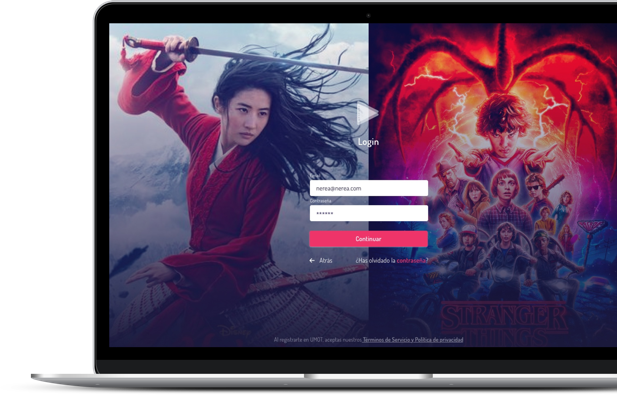 Login
nerea@nerea.com
Contraseña
******
Continuar
← Atrás ¿Has olvidado la contraseña?
STRANGER THINGS
Al registrarte en UMOT, aceptas nuestros Términos de Servicio y Política de privacidad